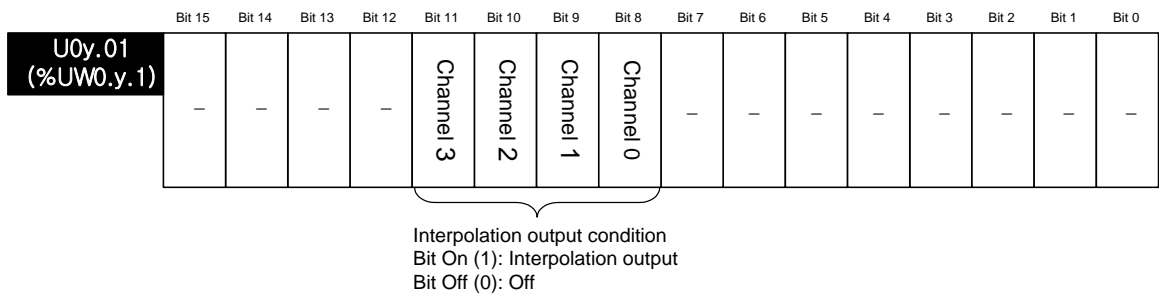 Bit 15 Bit 14 Bit 13 Bit 12 Bit 11 Bit 10 Bit 9 Bit 8 Bit 7 Bit 6 Bit 5 Bit 4 Bit 3 Bit 2 Bit 1 Bit 0
U0y.01
(%UW0.y.1)
– – – – Channel 3 Channel 2 Channel 1 Channel 0 – – – – – – – –
Interpolation output condition
Bit On (1): Interpolation output
Bit Off (0): Off